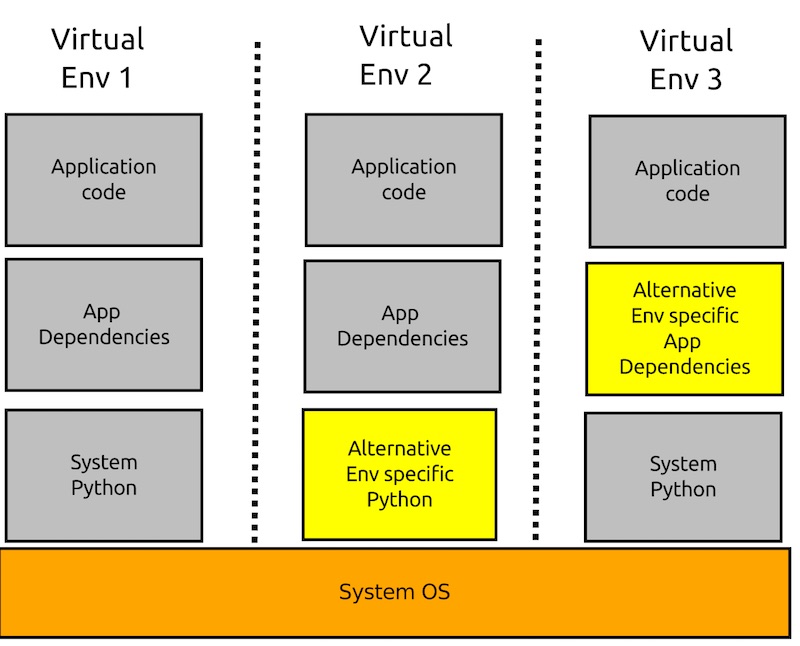 Virtual
Env 1
Virtual
Env 2
Virtual
Env 3
Application
code
Application
code
Application
code
App
Dependencies
App
Dependencies
Alternative
Env specific
App
Dependencies
System
Python
Alternative
Env specific
Python
System
Python
System OS